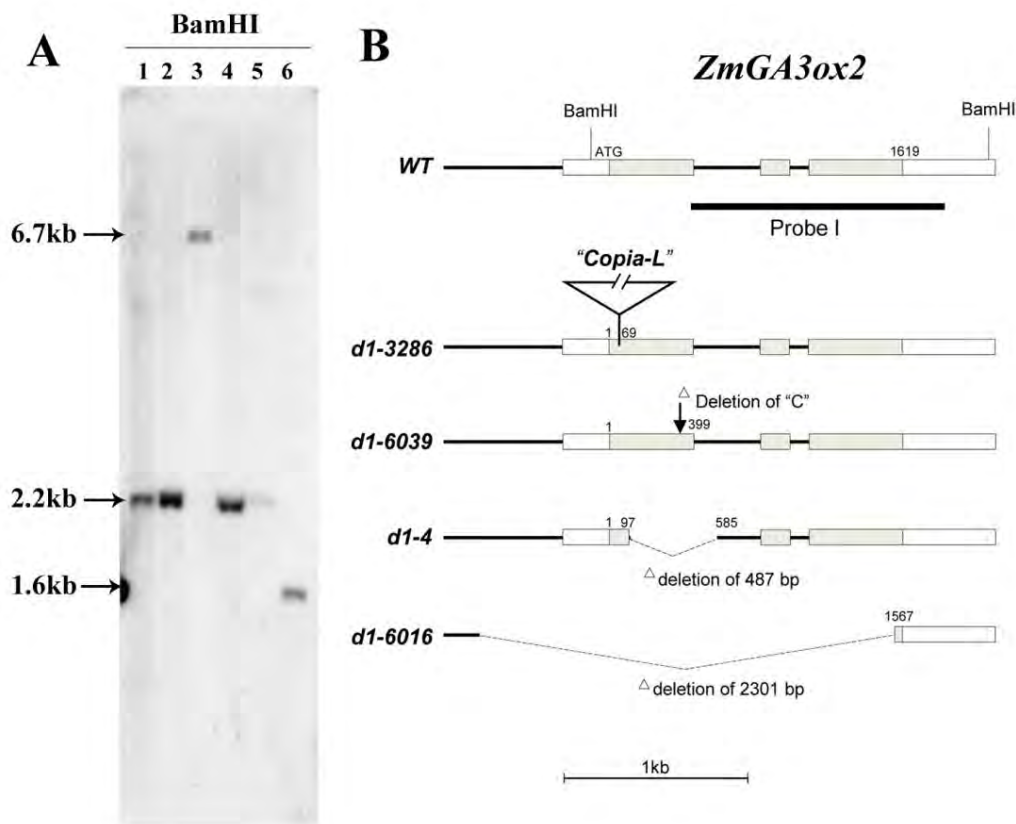 A
BamHI
1 2 3 4 5 6
6.7kb
2.2kb
1.6kb
B
ZmGA3ox2
BamHI
BamHI
WT
ATG
1619
Probe I
"Copia-L"
d1-3286
1 69
△ Deletion of "C"
d1-6039
1
399
d1-4
1 97
585
△ deletion of 487 bp
d1-6016
1567
△ deletion of 2301 bp
1kb